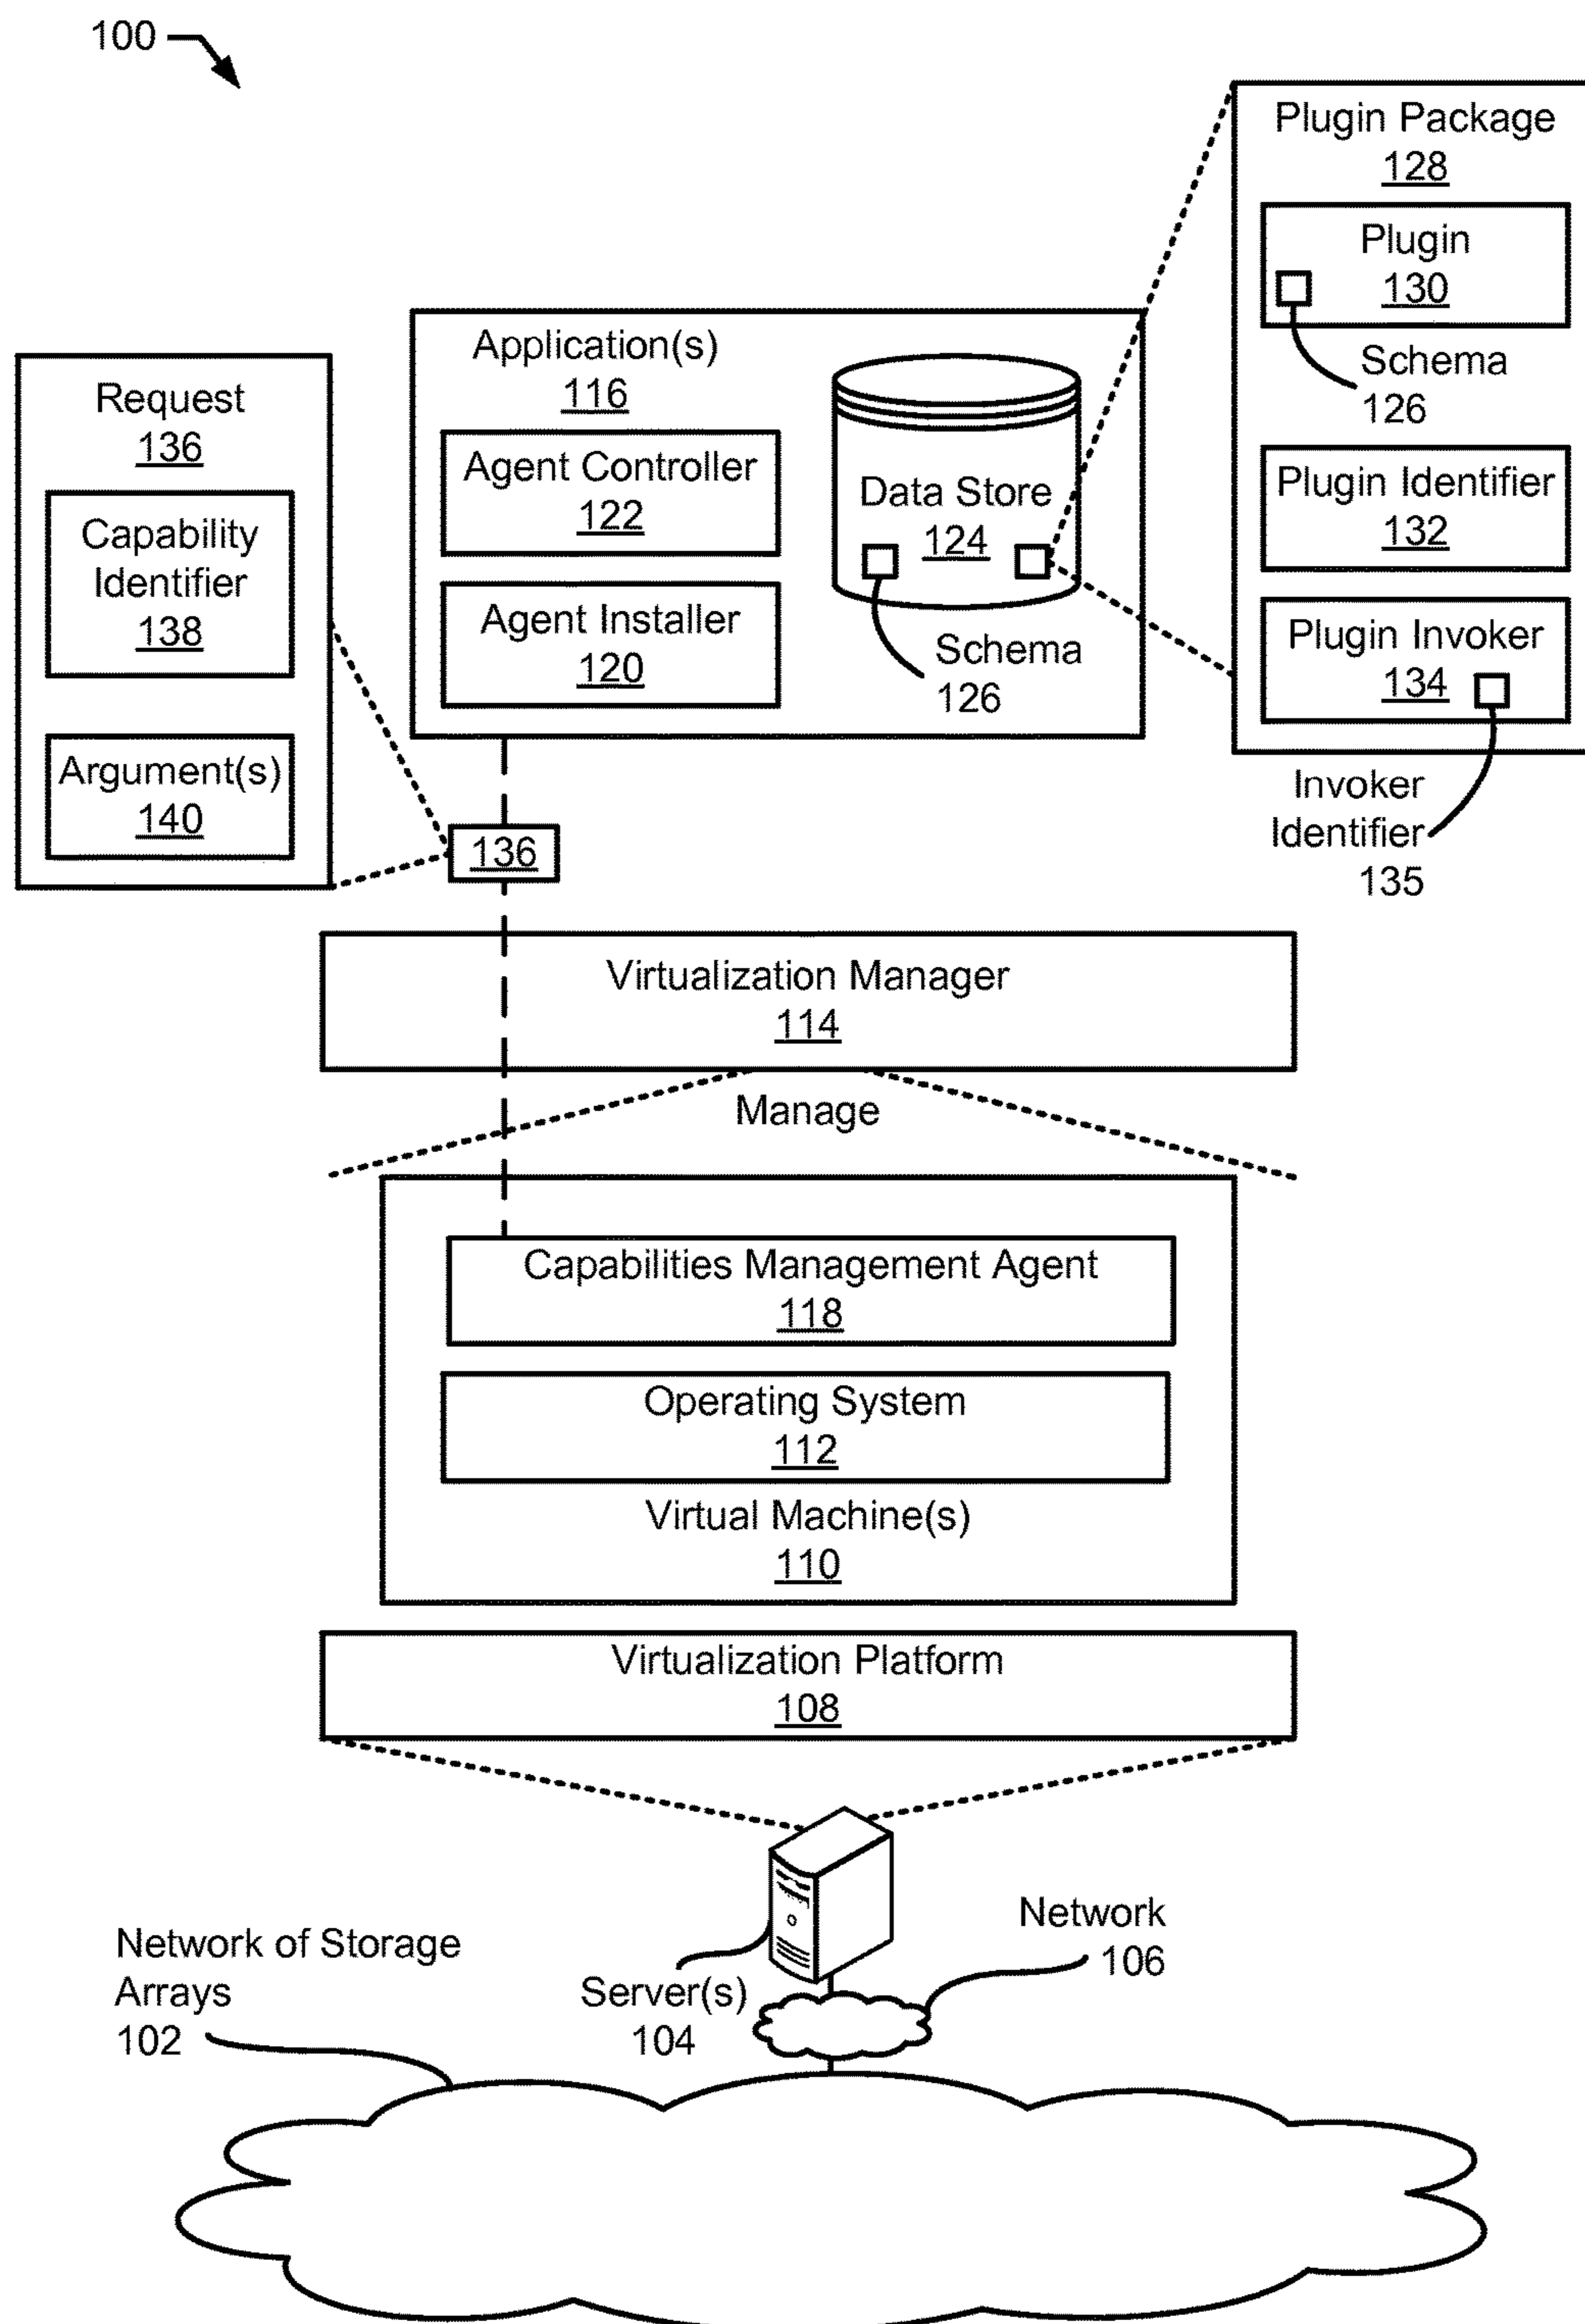 100
Plugin Package
128
Plugin
130
Schema
126
Plugin Identifier
132
Plugin Invoker
134
Invoker
Identifier
135
Application(s)
116
Agent Controller
122
Agent Installer
120
Data Store
124
Schema
126
Request
136
Capability
Identifier
138
Argument(s)
140
136
Virtualization Manager
114
Manage
Capabilities Management Agent
118
Operating System
112
Virtual Machine(s)
110
Virtualization Platform
108
Network
106
Network of Storage
Arrays
102
Server(s)
104